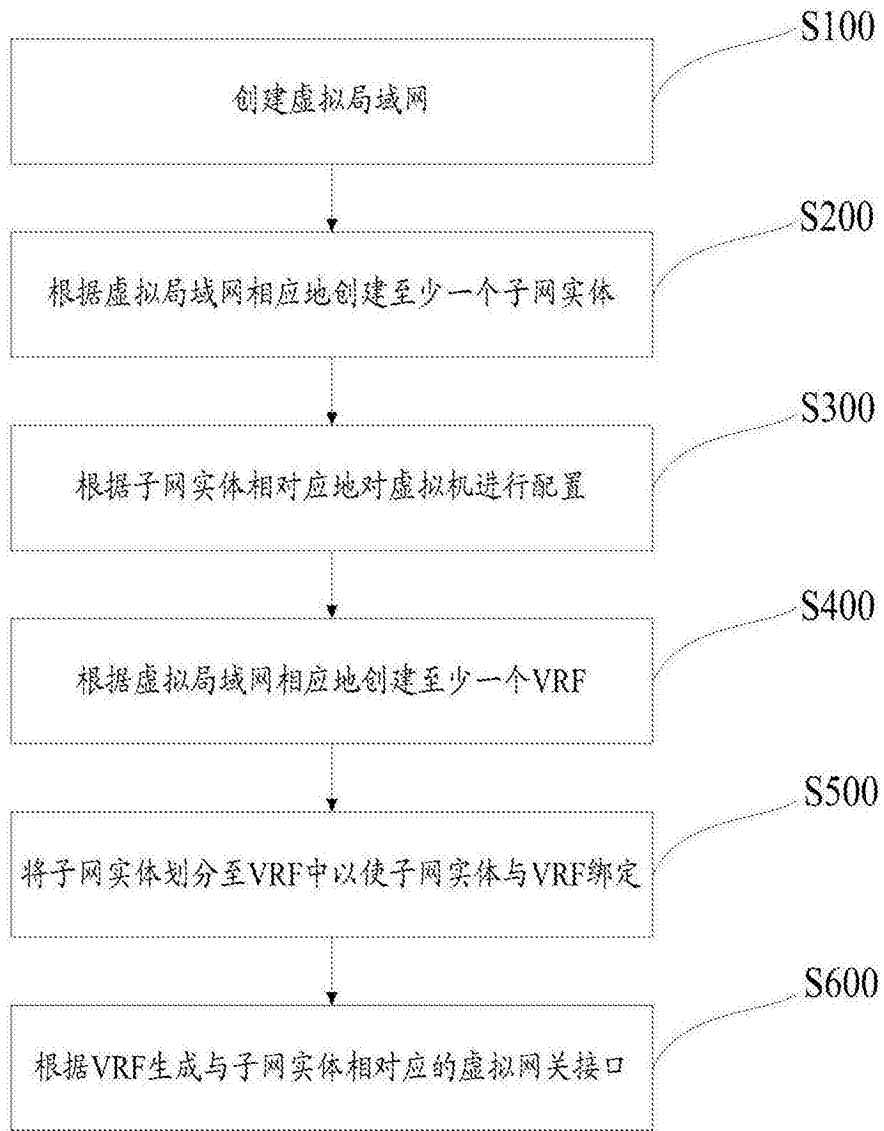 S100
创建虚拟局域网
S200
根据虚拟局域网相应地创建至少一个子网实体
S300
根据子网实体相对应地对虚拟机进行配置
S400
根据虚拟局域网相应地创建至少一个VRF
S500
将子网实体划分至VRF中以使子网实体与VRF绑定
S600
根据VRF生成与子网实体相对应的虚拟网关接口